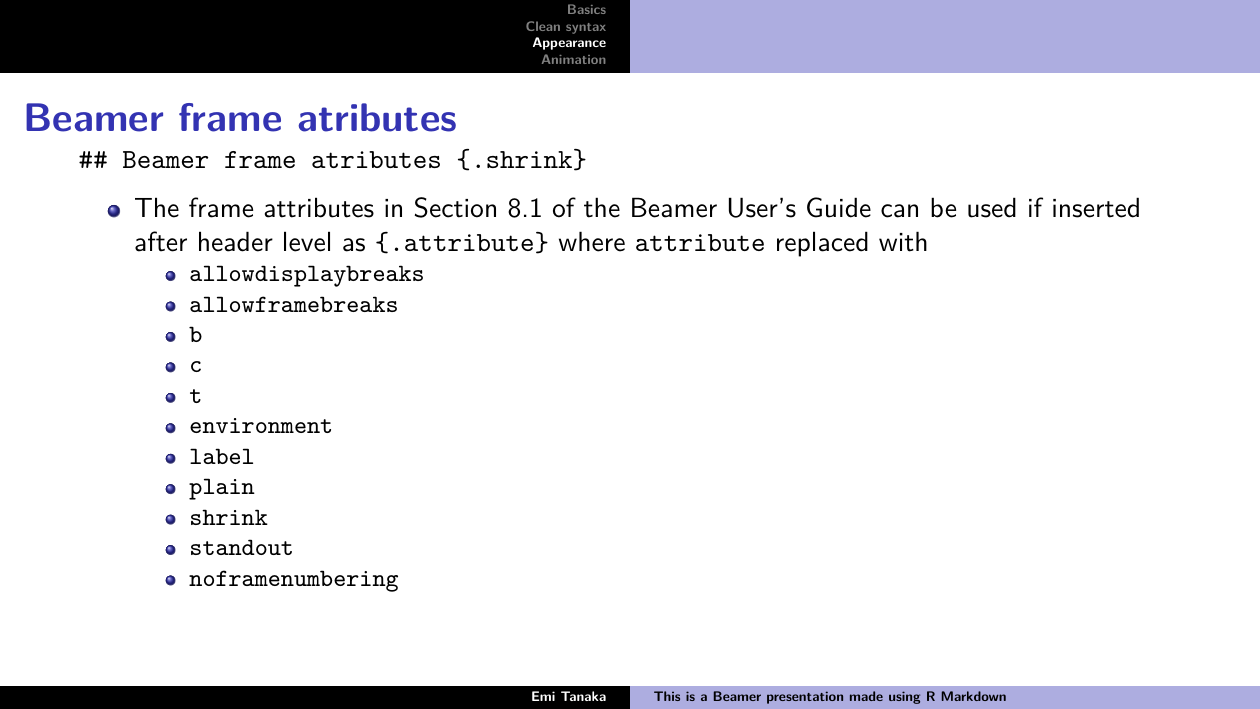 Basics
Clean syntax
Appearance
Animation
Beamer frame atributes
## Beamer frame atributes {.shrink}
The frame attributes in Section 8.1 of the Beamer User's Guide can be used if inserted
after header level as {.attribute} where attribute replaced with
allowdisplaybreaks
allowframebreaks
b
c
t
environment
label
plain
shrink
standout
noframenumbering
Emi Tanaka
This is a Beamer presentation made using R Markdown